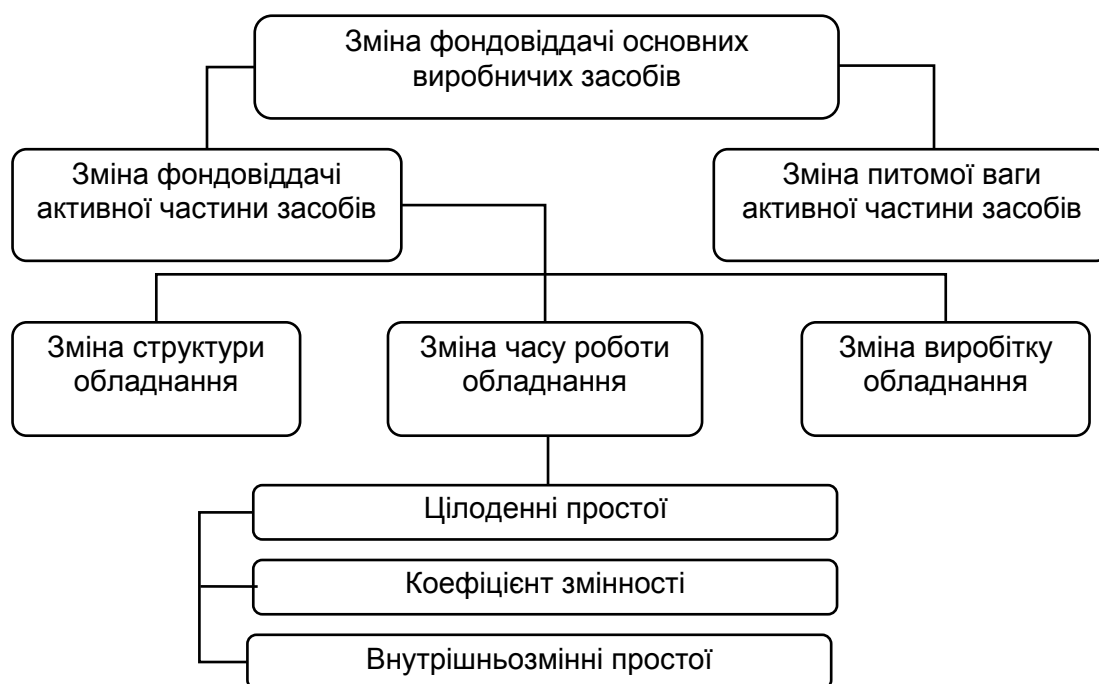 Зміна фондовіддачі основних
виробничих засобів
Зміна фондовіддачі
активної частини засобів
Зміна питомої ваги
активної частини засобів
Зміна структури
обладнання
Зміна часу роботи
обладнання
Зміна виробітку
обладнання
Цілоденні простої
Коефіцієнт змінності
Внутрішньозмінні простої